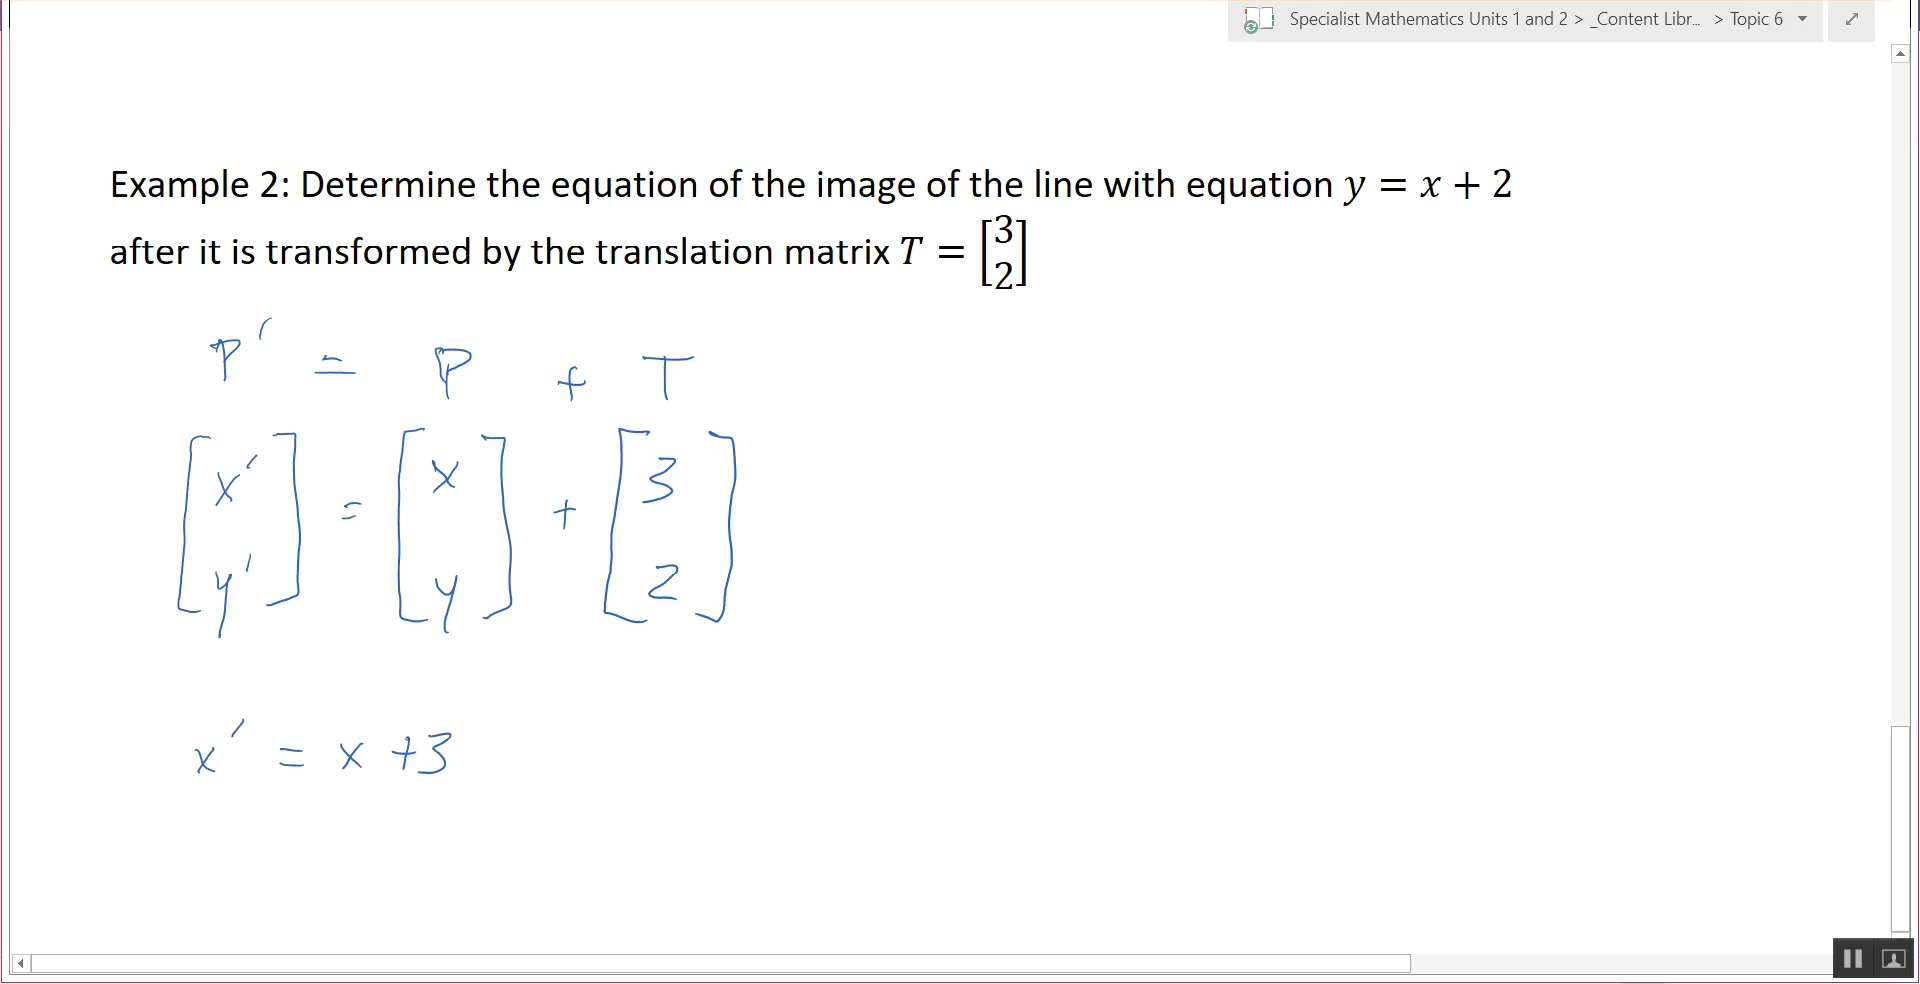 Specialist Mathematics Units 1 and 2 > _Content Libr... > Topic 6
Example 2: Determine the equation of the image of the line with equation y = x + 2
after it is transformed by the translation matrix T = [3 2]
P' = P + T
[x' y'] = [x y] + [3 2]
x' = x + 3